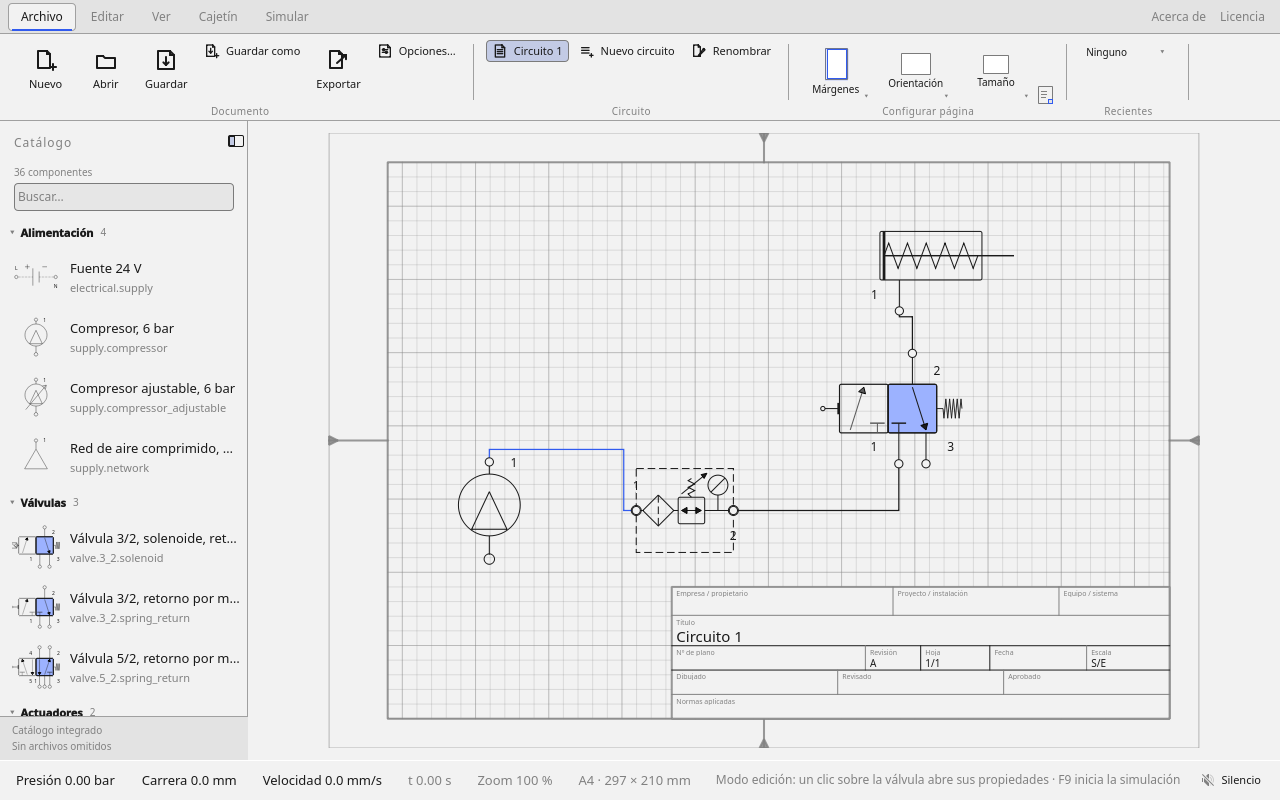 Archivo Editar Ver Cajetín Simular Acerca de Licencia
Nuevo Abrir Guardar Guardar como Exportar Opciones...
Documento
Circuito 1 Nuevo circuito Renombrar
Circuito
Márgenes Orientación Tamaño
Configurar página
Ninguno
Recientes
Catálogo
36 componentes
Buscar...
Alimentación 4
Fuente 24 V
electrical.supply
Compresor, 6 bar
supply.compressor
Compresor ajustable, 6 bar
supply.compressor_adjustable
Red de aire comprimido, ...
supply.network
Válvulas 3
Válvula 3/2, solenoide, ret...
valve.3_2.solenoid
Válvula 3/2, retorno por m...
valve.3_2.spring_return
Válvula 5/2, retorno por m...
valve.5_2.spring_return
Actuadores 2
Catálogo integrado
Sin archivos omitidos
1
2
1 3
1
1
2
Empresa / propietario Proyecto / instalación Equipo / sistema
Título
Circuito 1
Nº de plano Revisión Hoja Fecha Escala
A 1/1 S/E
Dibujado Revisado Aprobado
Normas aplicadas
Presión 0.00 bar Carrera 0.0 mm Velocidad 0.0 mm/s t 0.00 s Zoom 100 % A4 · 297 × 210 mm Modo edición: un clic sobre la válvula abre sus propiedades · F9 inicia la simulación Silencio